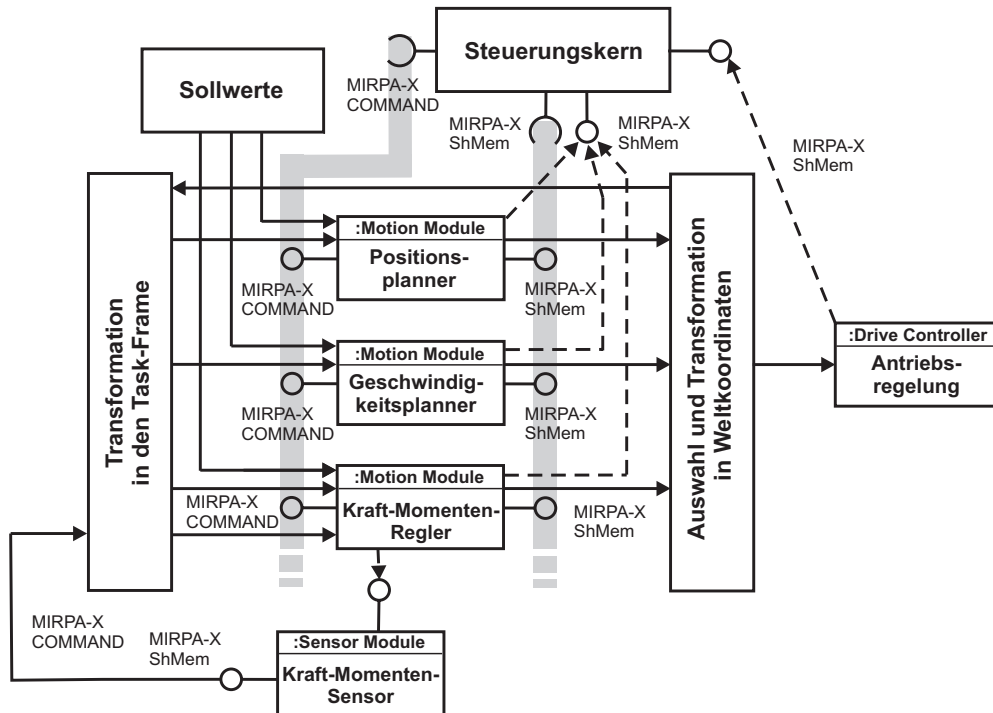 Steuerungskern
Sollwerte
MIRPA-X
COMMAND
MIRPA-X
ShMem
MIRPA-X
ShMem
MIRPA-X
ShMem
Transformation
in den Task-Frame
:Motion Module
Positions-
planner
MIRPA-X
COMMAND
MIRPA-X
ShMem
Auswahl und Transformation
in Weltkoordinaten
:Drive Controller
Antriebs-
regelung
:Motion Module
Geschwindig-
keitsplanner
MIRPA-X
COMMAND
MIRPA-X
ShMem
:Motion Module
Kraft-Momenten-
Regler
MIRPA-X
COMMAND
MIRPA-X
ShMem
MIRPA-X
COMMAND
MIRPA-X
ShMem
:Sensor Module
Kraft-Momenten-
Sensor